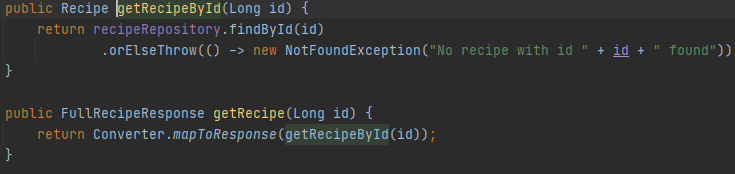 public Recipe getRecipeById(Long id) {
return recipeRepository.findById(id)
.orElseThrow(() -> new NotFoundException("No recipe with id " + id + " found"))
}
public FullRecipeResponse getRecipe(Long id) {
return Converter.mapToResponse(getRecipeById(id));
}